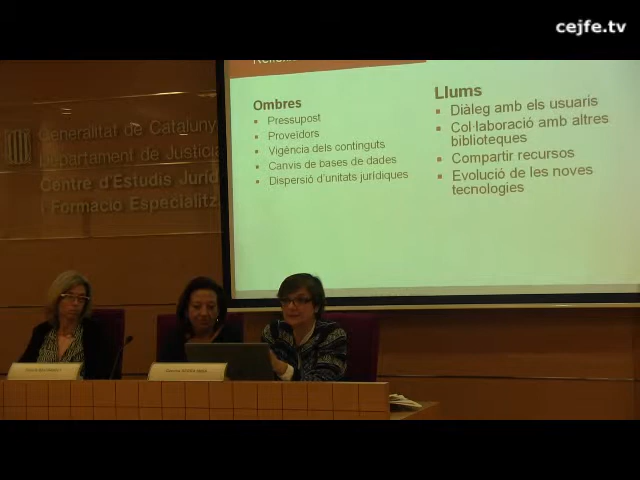 cejfe.tv
Generalitat de Catalunya
Departament de Justícia
Centre d'Estudis Juríd
i Formació Especialitz
Ombres
▪ Pressupost
▪ Proveïdors
▪ Vigència dels continguts
▪ Canvis de bases de dades
▪ Dispersió d'unitats jurídiques
Llums
▪ Diàleg amb els usuaris
▪ Col·laboració amb altres
biblioteques
▪ Compartir recursos
▪ Evolució de les noves
tecnologies